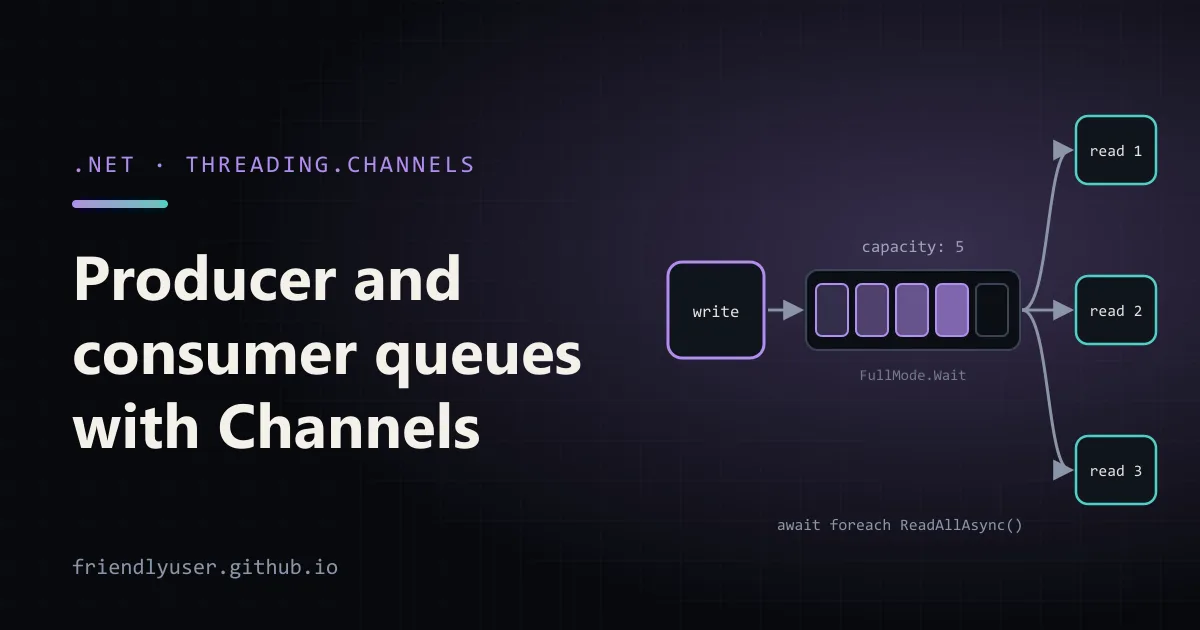 .NET · THREADING.CHANNELS
Producer and
consumer queues
with Channels
friendlyuser.github.io
write
capacity: 5
FullMode.Wait
await foreach ReadAllAsync()
read 1
read 2
read 3